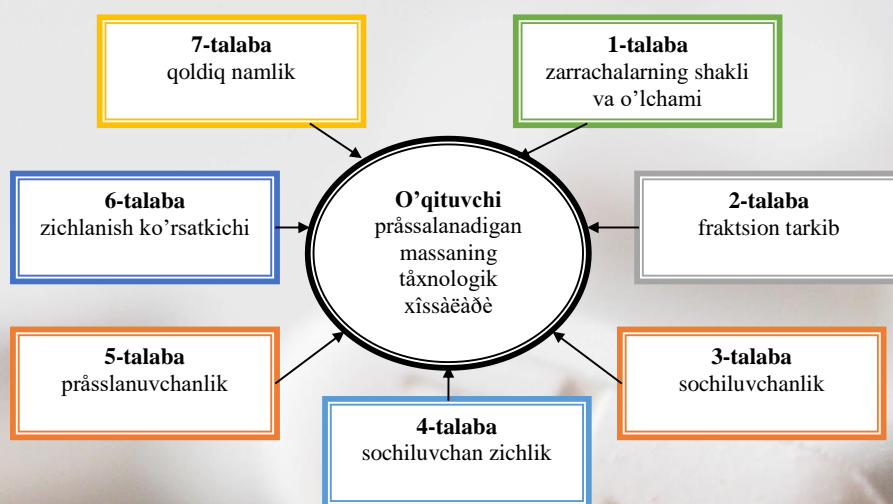 7-talaba
qoldiq namlik
1-talaba
zarrachalarning shakli
va o’lchami
6-talaba
zichlanish ko’rsatkichi
O’qituvchi
pråssalanadigan
massaning
tåxnologik
xîssàëàðè
2-talaba
fraktsion tarkib
5-talaba
pråsslanuvchanlik
4-talaba
sochiluvchan zichlik
3-talaba
sochiluvchanlik